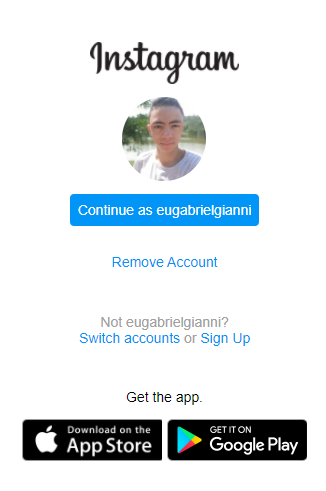 Instagram
Continue as eugabrielgianni
Remove Account
Not eugabrielgianni?
Switch accounts or Sign Up
Get the app.
Download on the
App Store
GET IT ON
Google Play